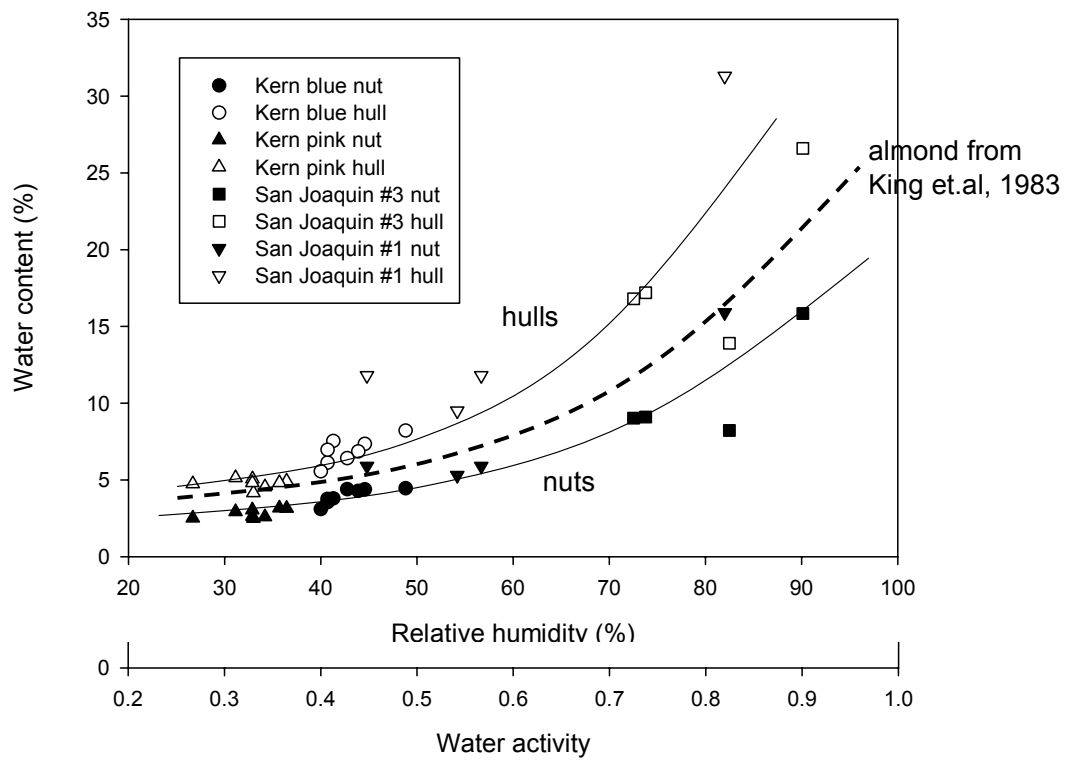 35
30
25
20
15
10
5
0
Water content (%)
Kern blue nut
Kern blue hull
Kern pink nut
Kern pink hull
San Joaquin #3 nut
San Joaquin #3 hull
San Joaquin #1 nut
San Joaquin #1 hull
almond from
King et.al, 1983
hulls
nuts
20 30 40 50 60 70 80 90 100
Relative humidity (%)
0
0.2 0.3 0.4 0.5 0.6 0.7 0.8 0.9 1.0
Water activity